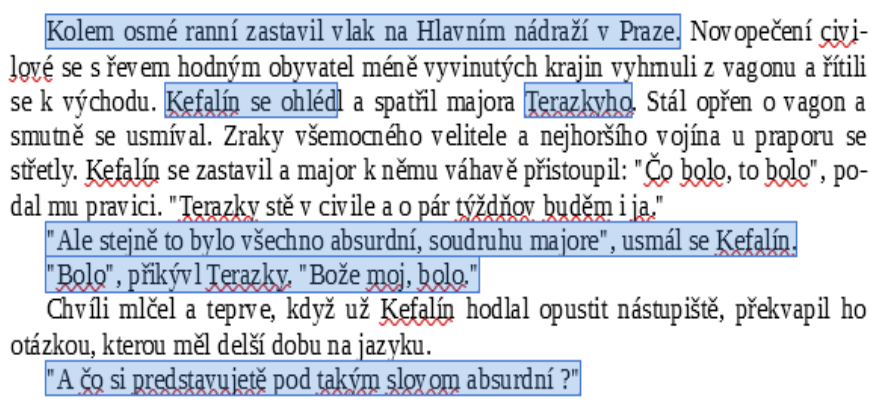 Kolem osmé ranní zastavil vlak na Hlavním nádraží v Praze. Novopečení civi-
lové se s řevem hodným obyvatel méně vyvinutých krajin vyhrnuli z vagonu a řítili
se k východu. Kefalín se ohlédl a spatřil majora Terazkyho. Stál opřen o vagon a
smutně se usmíval. Zraky všemocného velitele a nejhoršího vojína u praporu se
střetly. Kefalín se zastavil a major k němu váhavě přistoupil: "Čo bolo, to bolo", po-
dal mu pravici. "Terazky stě v civile a o pár týždňov buděm i ja."
"Ale stejně to bylo všechno absurdní, soudruhu majore", usmál se Kefalín.
"Bolo", přikývl Terazky. "Bože moj, bolo."
Chvíli mlčel a teprve, když už Kefalín hodlal opustit nástupiště, překvapil ho
otázkou, kterou měl delší dobu na jazyku.
"A čo si predstavujetě pod takým slovom absurdní ?"